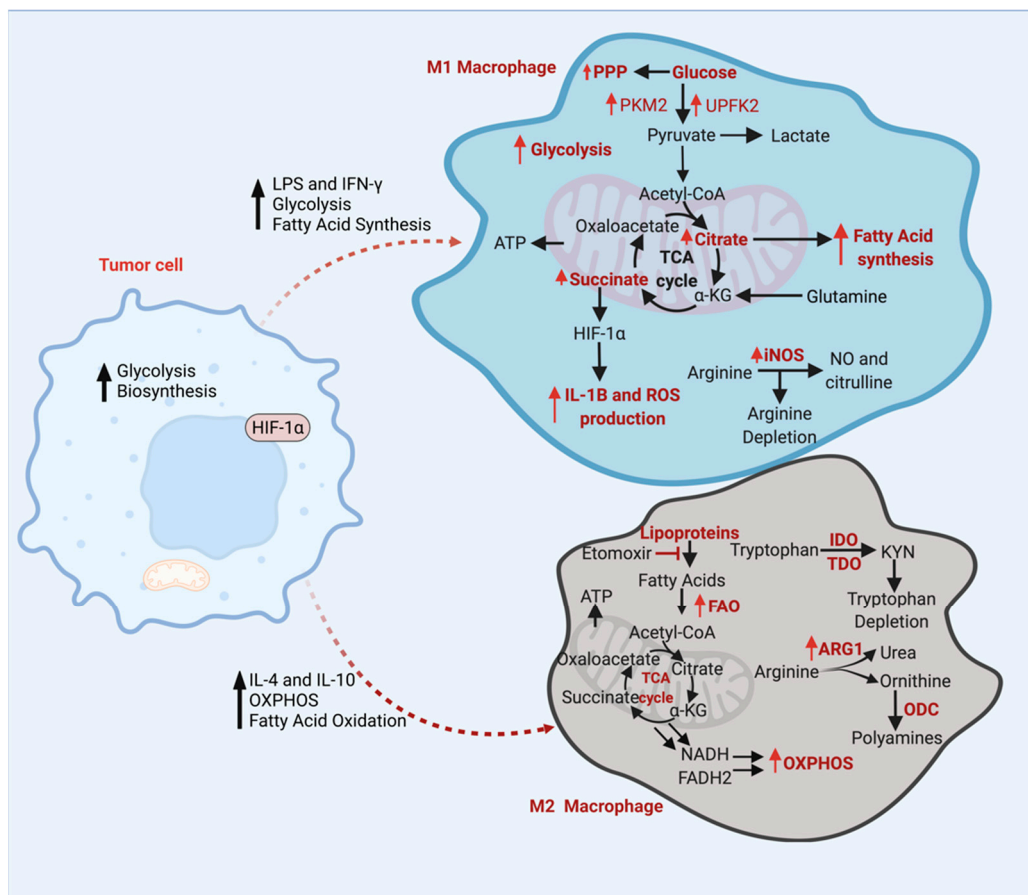 M1 Macrophage
PPP
Glucose
PKM2
UPFK2
Pyruvate
Lactate
Glycolysis
Acetyl-CoA
Oxaloacetate
Citrate
Fatty Acid
synthesis
ATP
TCA
cycle
Succinate
α-KG
Glutamine
HIF-1α
IL-1B and ROS
production
iNOS
Arginine
NO and
citrulline
Arginine
Depletion
LPS and IFN-γ
Glycolysis
Fatty Acid Synthesis
Tumor cell
Glycolysis
Biosynthesis
HIF-1α
IL-4 and IL-10
OXPHOS
Fatty Acid Oxidation
Lipoproteins
Etomoxir
Fatty Acids
FAO
ATP
Acetyl-CoA
Oxaloacetate
Citrate
TCA
cycle
Succinate
α-KG
NADH
FADH2
OXPHOS
Tryptophan
IDO
TDO
KYN
Tryptophan
Depletion
ARG1
Arginine
Urea
Ornithine
ODC
Polyamines
M2 Macrophage